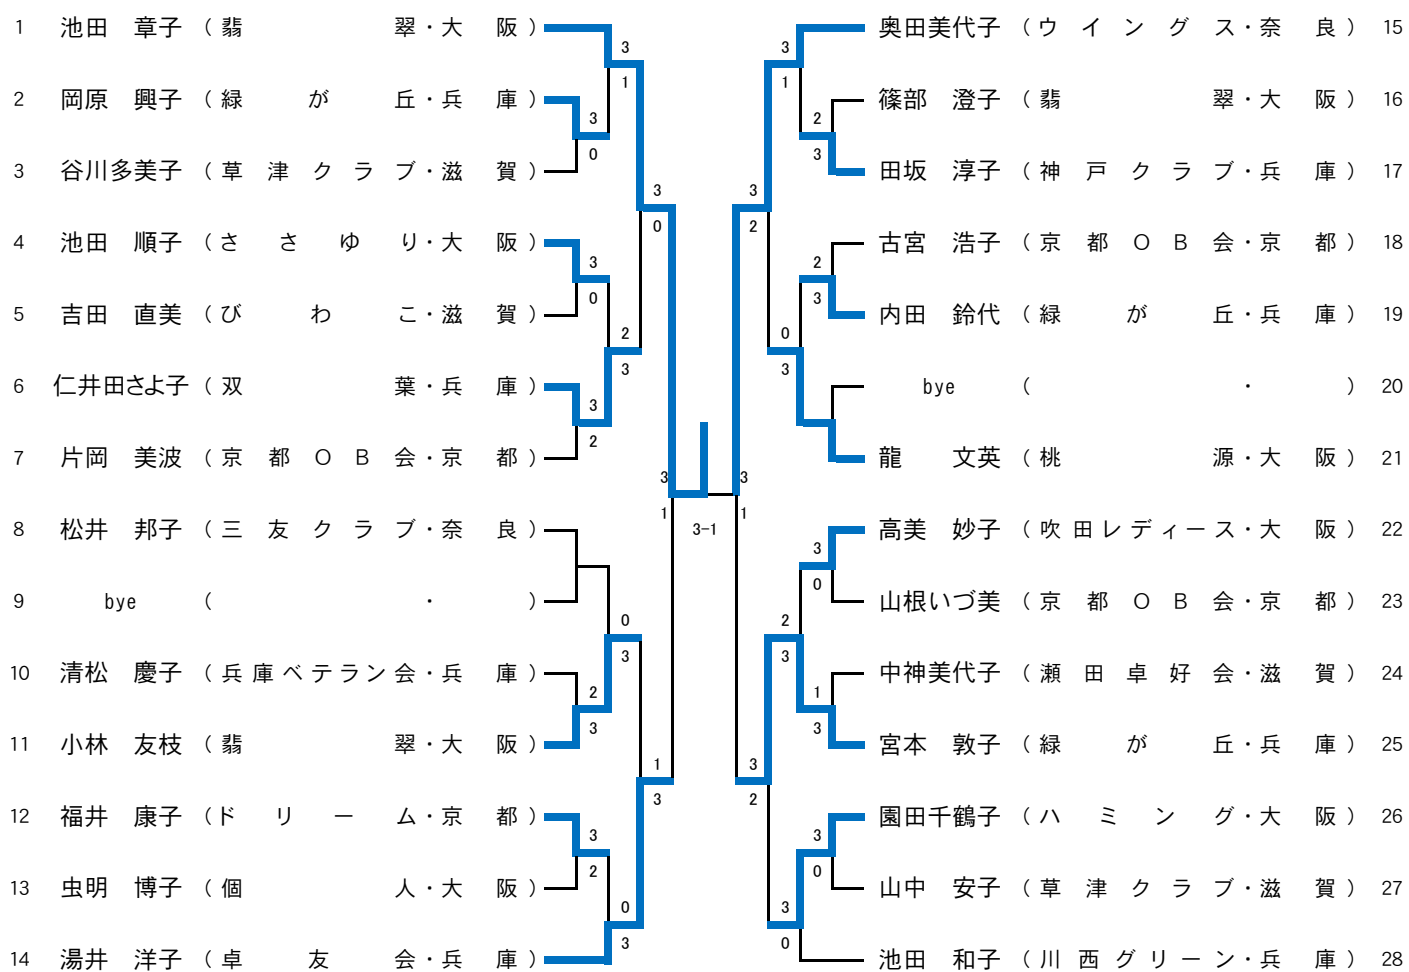 1 池田 章子 (翡翠・大阪)
2 岡原 興子 (緑が丘・兵庫)
3 谷川多美子 (草津クラブ・滋賀)
4 池田 順子 (ささゆり・大阪)
5 吉田 直美 (びわこ・滋賀)
6 仁井田さよ子 (双葉・兵庫)
7 片岡 美波 (京都OB会・京都)
8 松井 邦子 (三友クラブ・奈良)
9 bye (・)
10 清松 慶子 (兵庫ベテラン会・兵庫)
11 小林 友枝 (翡翠・大阪)
12 福井 康子 (ドリーム・京都)
13 虫明 博子 (個人・大阪)
14 湯井 洋子 (卓友会・兵庫)
3
1
3
0
3
0
3
0
2
3
3
2
3
1
0
3
2
3
1
3
3
2
0
3
3-1
奥田美代子 (ウイングス・奈良) 15
篠部 澄子 (翡翠・大阪) 16
田坂 淳子 (神戸クラブ・兵庫) 17
古宮 浩子 (京都OB会・京都) 18
内田 鈴代 (緑が丘・兵庫) 19
bye (・) 20
龍 文英 (桃源・大阪) 21
高美 妙子 (吹田レディース・大阪) 22
山根いづ美 (京都OB会・京都) 23
中神美代子 (瀬田卓好会・滋賀) 24
宮本 敦子 (緑が丘・兵庫) 25
園田千鶴子 (ハミング・大阪) 26
山中 安子 (草津クラブ・滋賀) 27
池田 和子 (川西グリーン・兵庫) 28
3
1
2
3
3
2
2
3
0
3
3
1
3
0
2
3
1
3
3
2
3
0
3
0